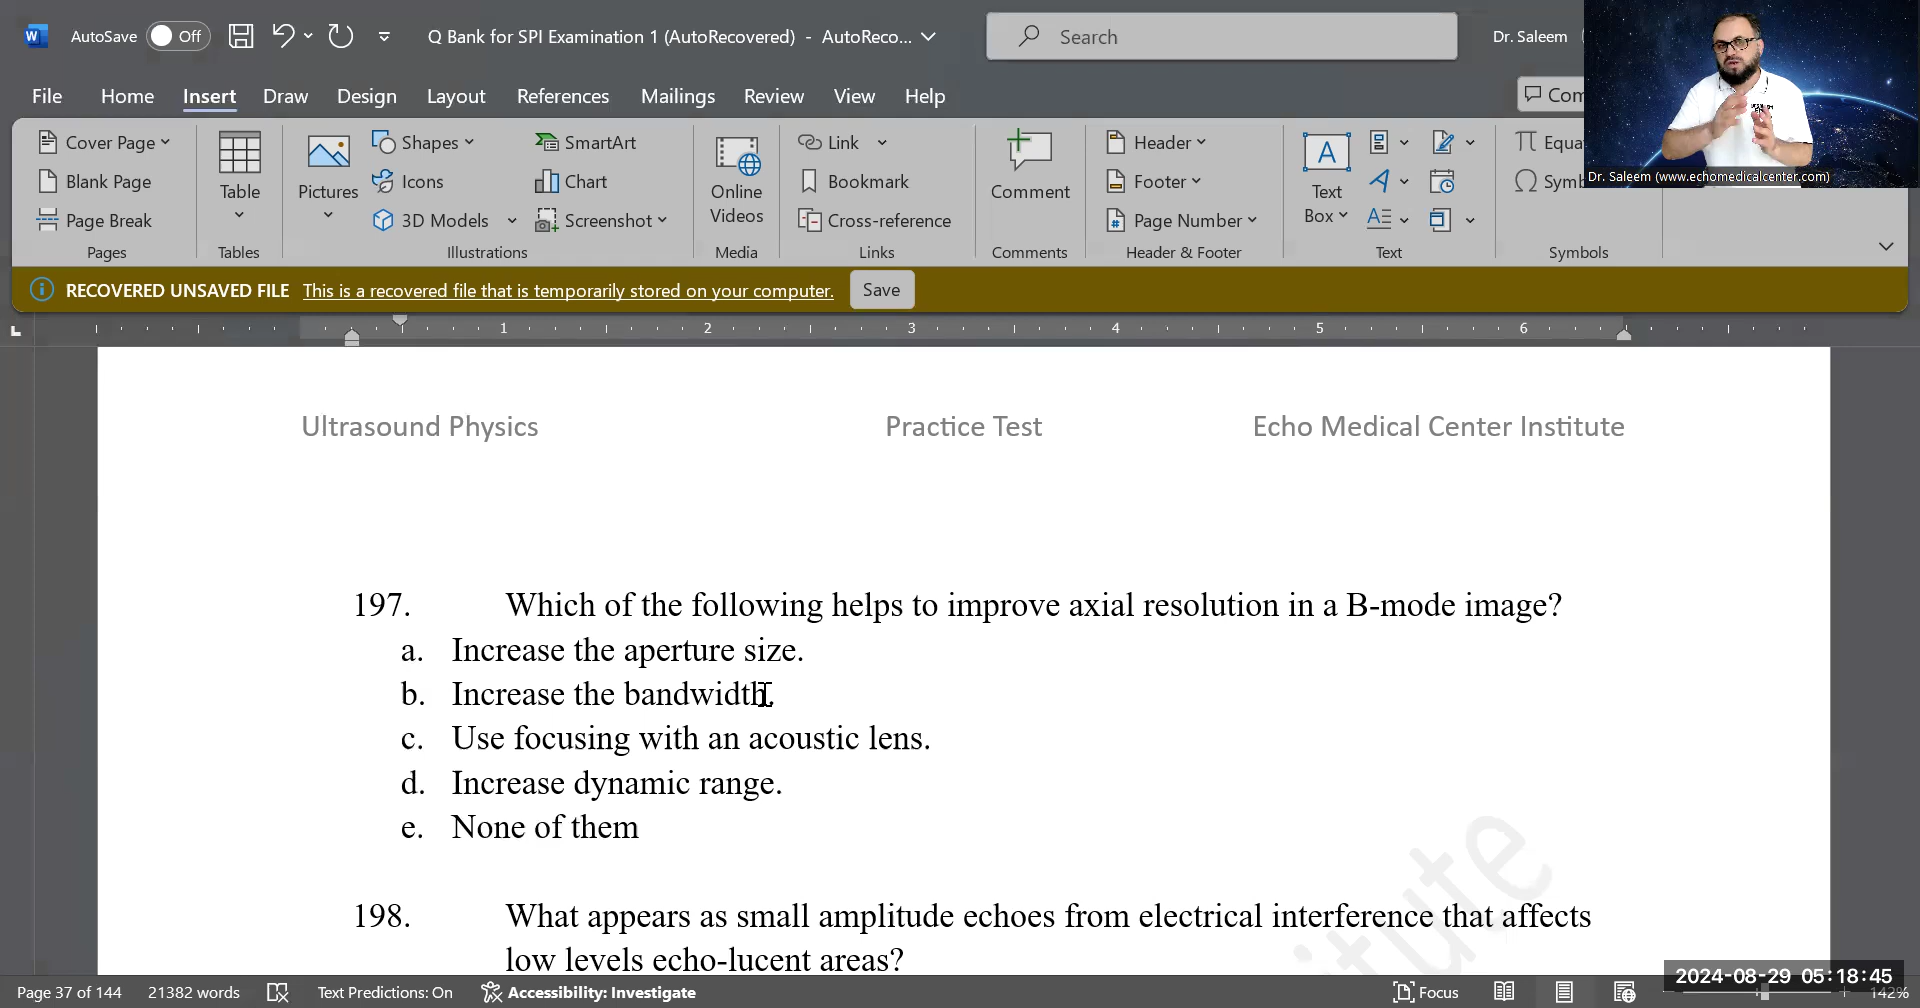 AutoSave Off Q Bank for SPI Examination 1 (AutoRecovered) - AutoReco... Search Dr. Saleem
File Home Insert Draw Design Layout References Mailings Review View Help
Cover Page
Blank Page
Page Break
Pages
Table
Tables
Pictures
Shapes
Icons
3D Models
SmartArt
Chart
Screenshot
Illustrations
Online
Videos
Media
Link
Bookmark
Cross-reference
Links
Comment
Comments
Header
Footer
Page Number
Header & Footer
Text
Box
Text
Symbols
Dr. Saleem (www.echomedicalcenter.com)
RECOVERED UNSAVED FILE This is a recovered file that is temporarily stored on your computer. Save
1 2 3 4 5 6
Ultrasound Physics Practice Test Echo Medical Center Institute
197. Which of the following helps to improve axial resolution in a B-mode image?
a. Increase the aperture size.
b. Increase the bandwidth.
c. Use focusing with an acoustic lens.
d. Increase dynamic range.
e. None of them
198. What appears as small amplitude echoes from electrical interference that affects
low levels echo-lucent areas?
itute
2024-08-29 05:18:45
Page 37 of 144 21382 words Text Predictions: On Accessibility: Investigate Focus 142%